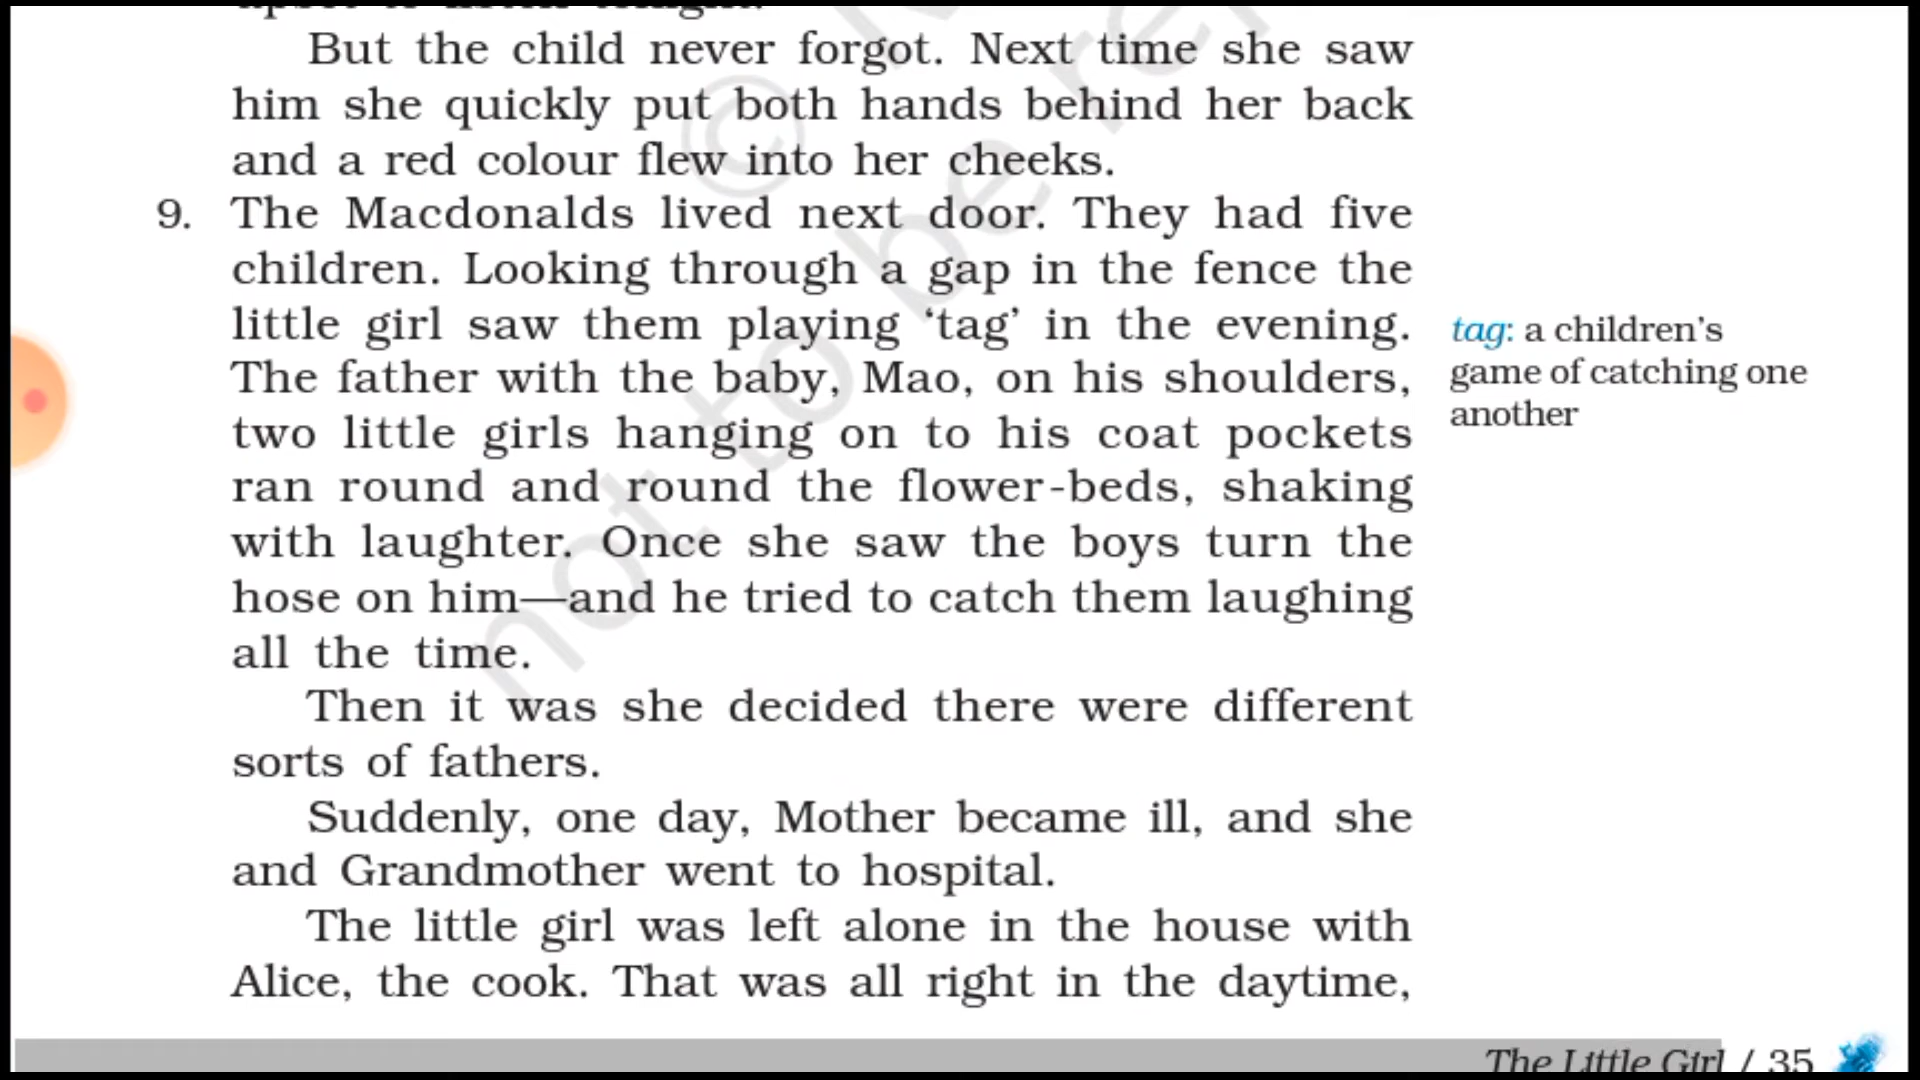 But the child never forgot. Next time she saw
him she quickly put both hands behind her back
and a red colour flew into her cheeks.
9. The Macdonalds lived next door. They had five
children. Looking through a gap in the fence the
little girl saw them playing ‘tag’ in the evening.
The father with the baby, Mao, on his shoulders,
two little girls hanging on to his coat pockets
ran round and round the flower-beds, shaking
with laughter. Once she saw the boys turn the
hose on him—and he tried to catch them laughing
all the time.
Then it was she decided there were different
sorts of fathers.
Suddenly, one day, Mother became ill, and she
and Grandmother went to hospital.
The little girl was left alone in the house with
Alice, the cook. That was all right in the daytime,
tag: a children’s
game of catching one
another
The Little Girl / 35
©
not to be